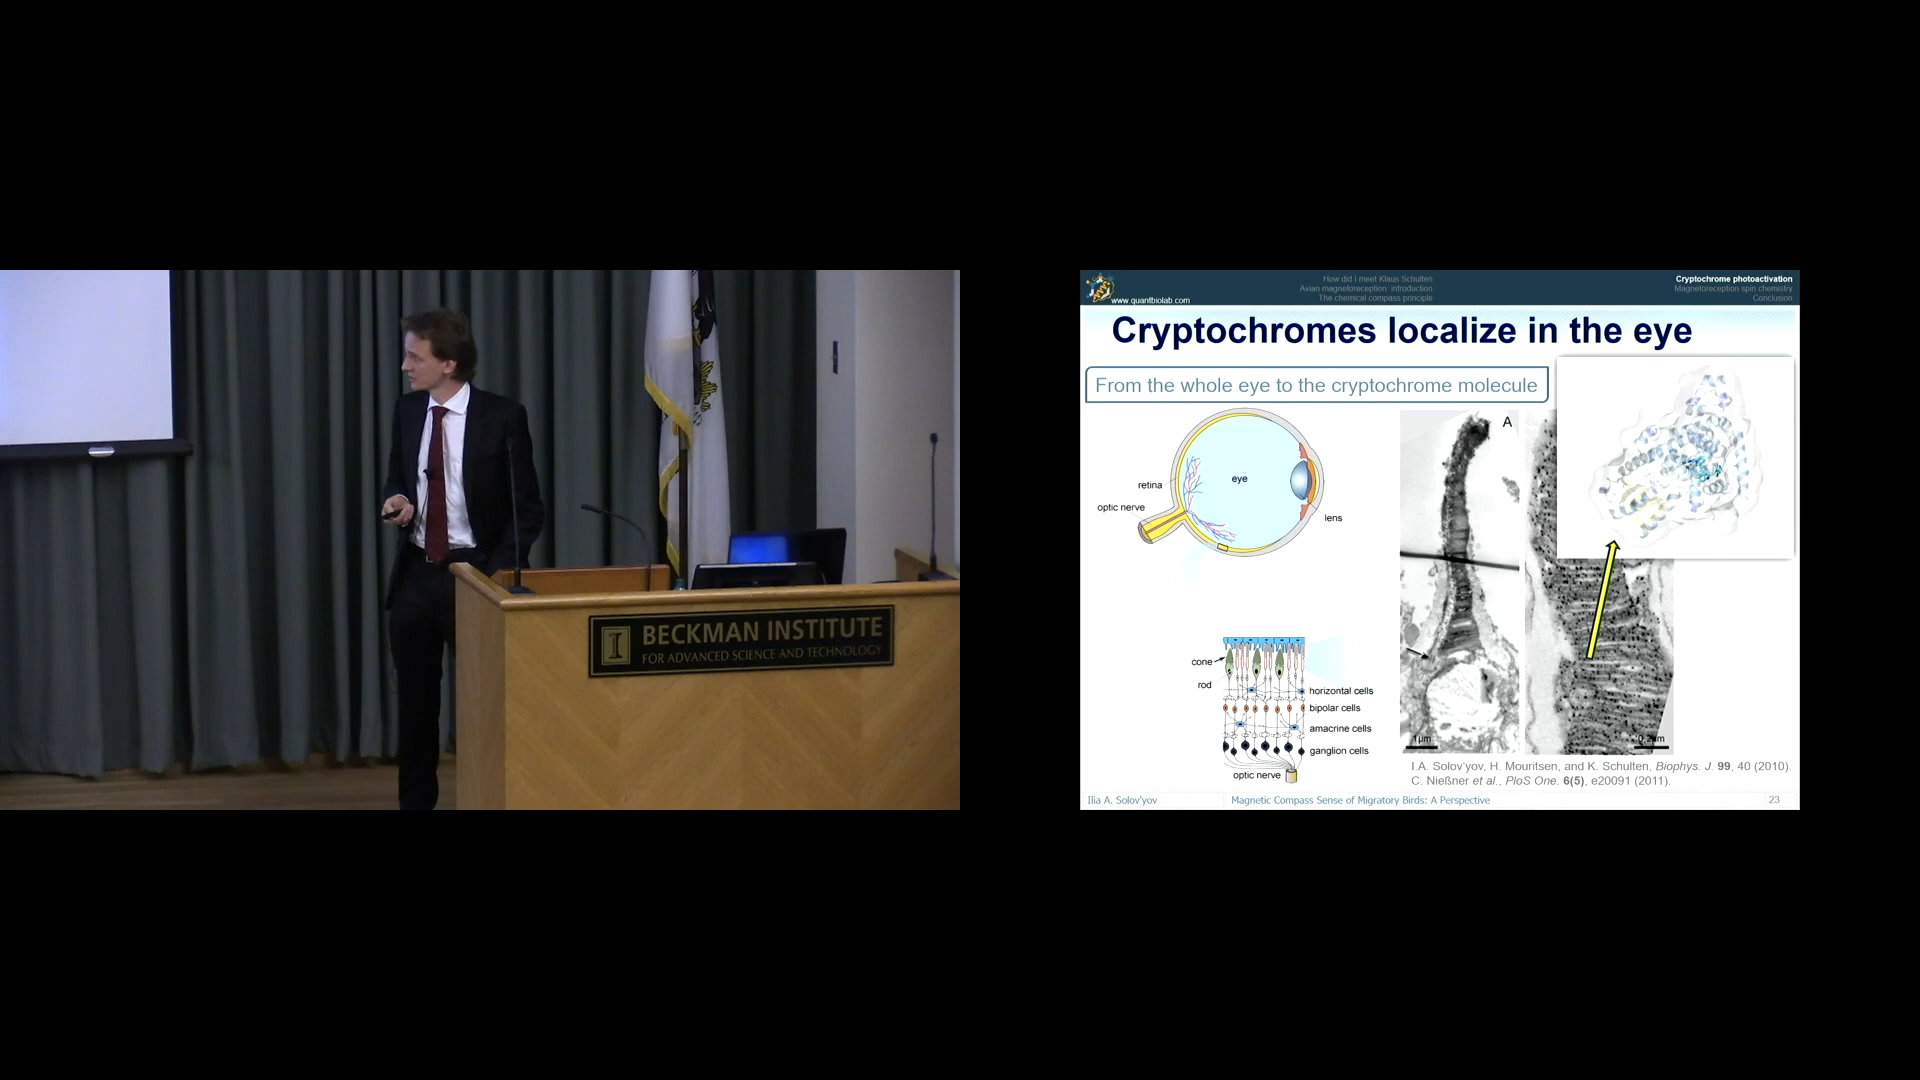 I
BECKMAN INSTITUTE
FOR ADVANCED SCIENCE AND TECHNOLOGY
www.quantbiolab.com
How did I meet Klaus Schulten
Avian magnetoreception: introduction
The chemical compass principle
Cryptochrome photoactivation
Magnetoreception spin chemistry
Conclusion
Cryptochromes localize in the eye
From the whole eye to the cryptochrome molecule
A
retina
eye
optic nerve
lens
cone
rod
horizontal cells
bipolar cells
amacrine cells
ganglion cells
optic nerve
1µm
0.2µm
I.A. Solov'yov, H. Mouritsen, and K. Schulten, Biophys. J. 99, 40 (2010).
C. Nießner et al., PloS One. 6(5), e20091 (2011).
Ilia A. Solov'yov
Magnetic Compass Sense of Migratory Birds: A Perspective
23